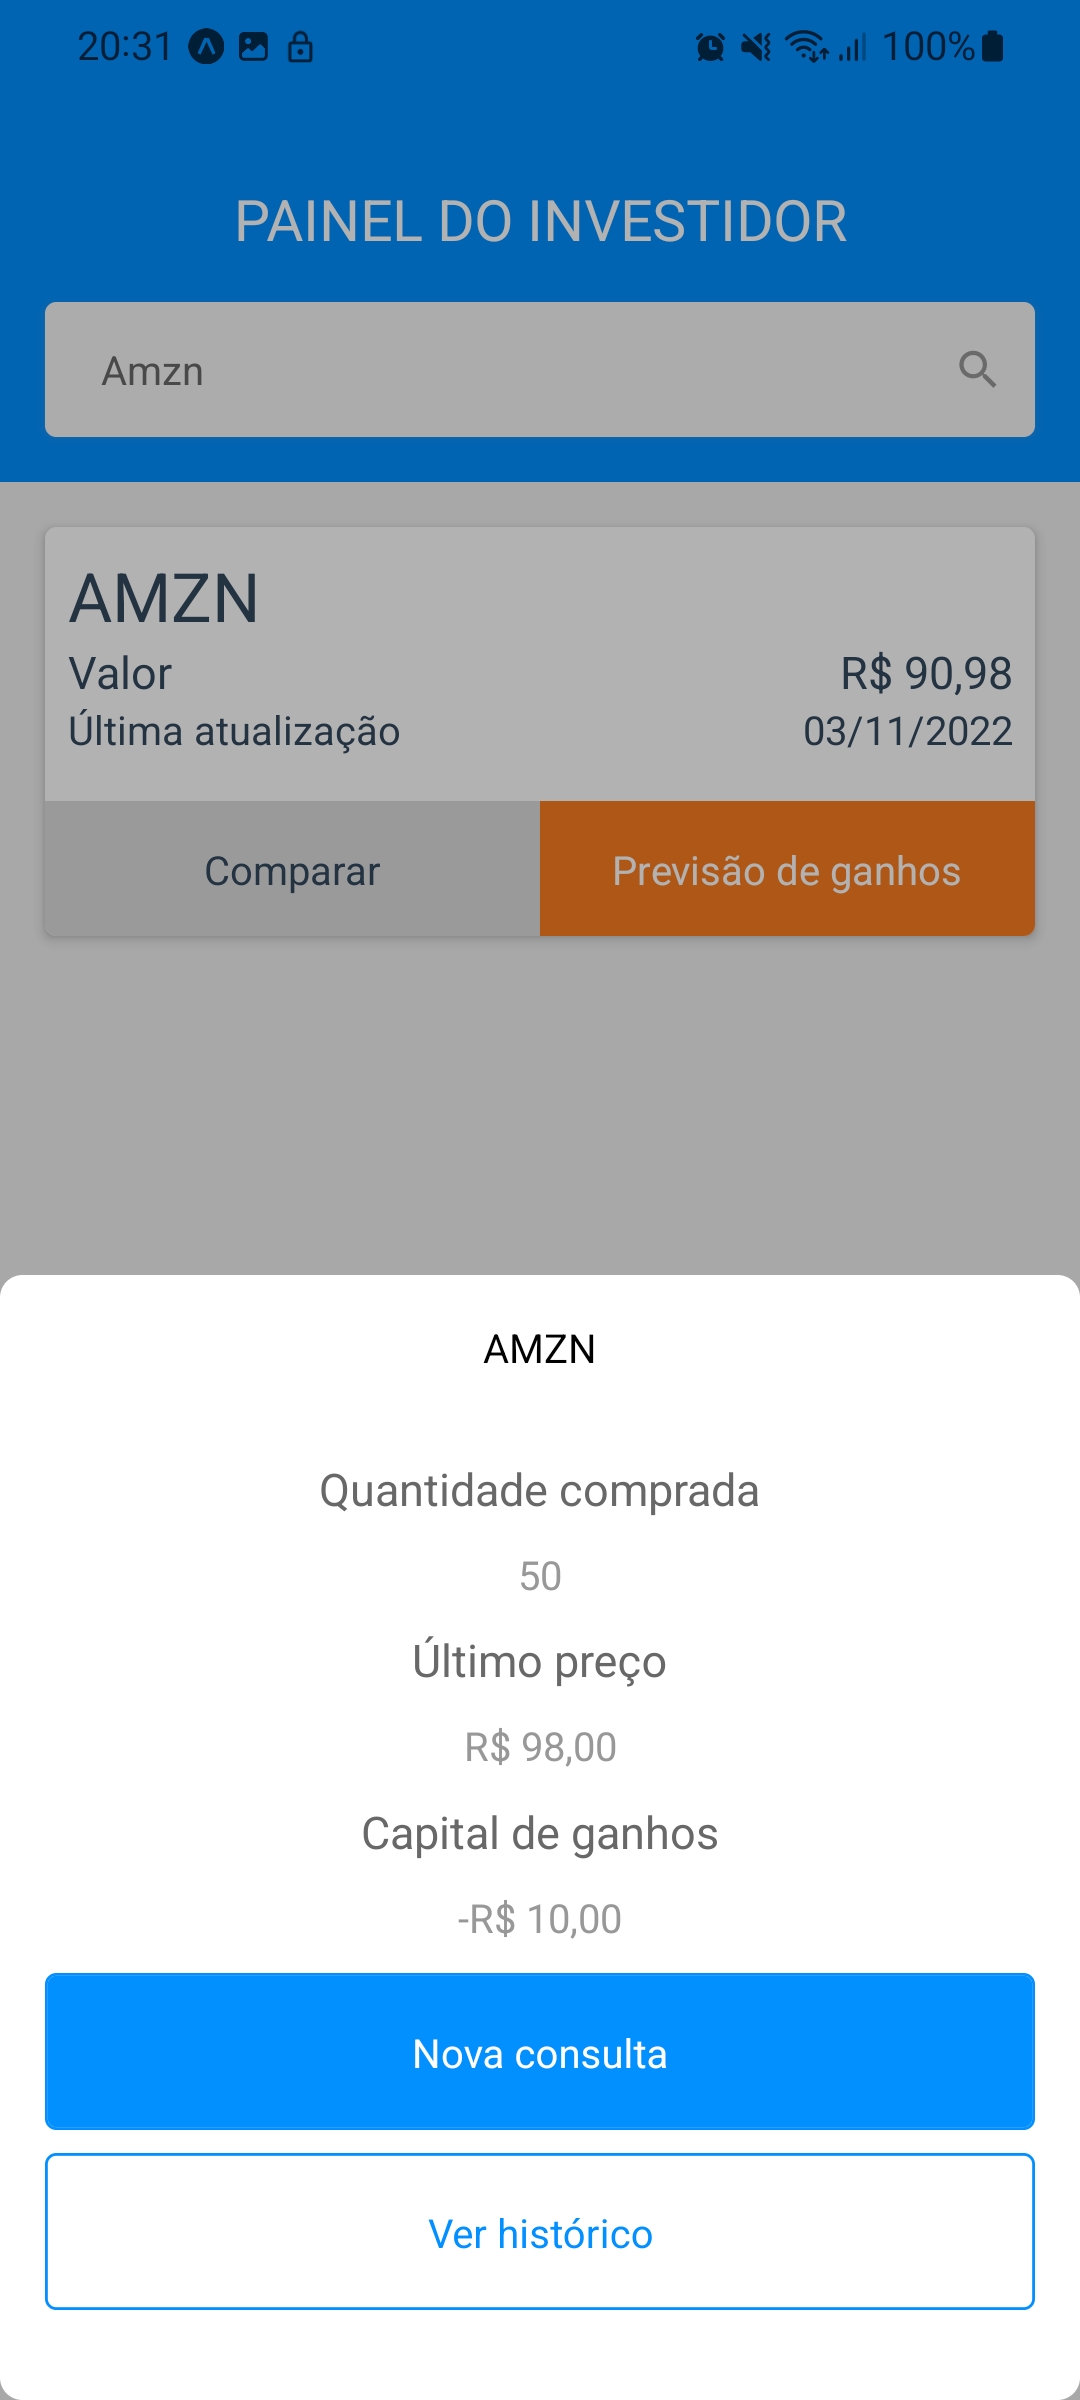 20:31
100%
PAINEL DO INVESTIDOR
Amzn
AMZN
Valor R$ 90,98
Última atualização 03/11/2022
Comparar Previsão de ganhos
AMZN
Quantidade comprada
50
Último preço
R$ 98,00
Capital de ganhos
-R$ 10,00
Nova consulta
Ver histórico